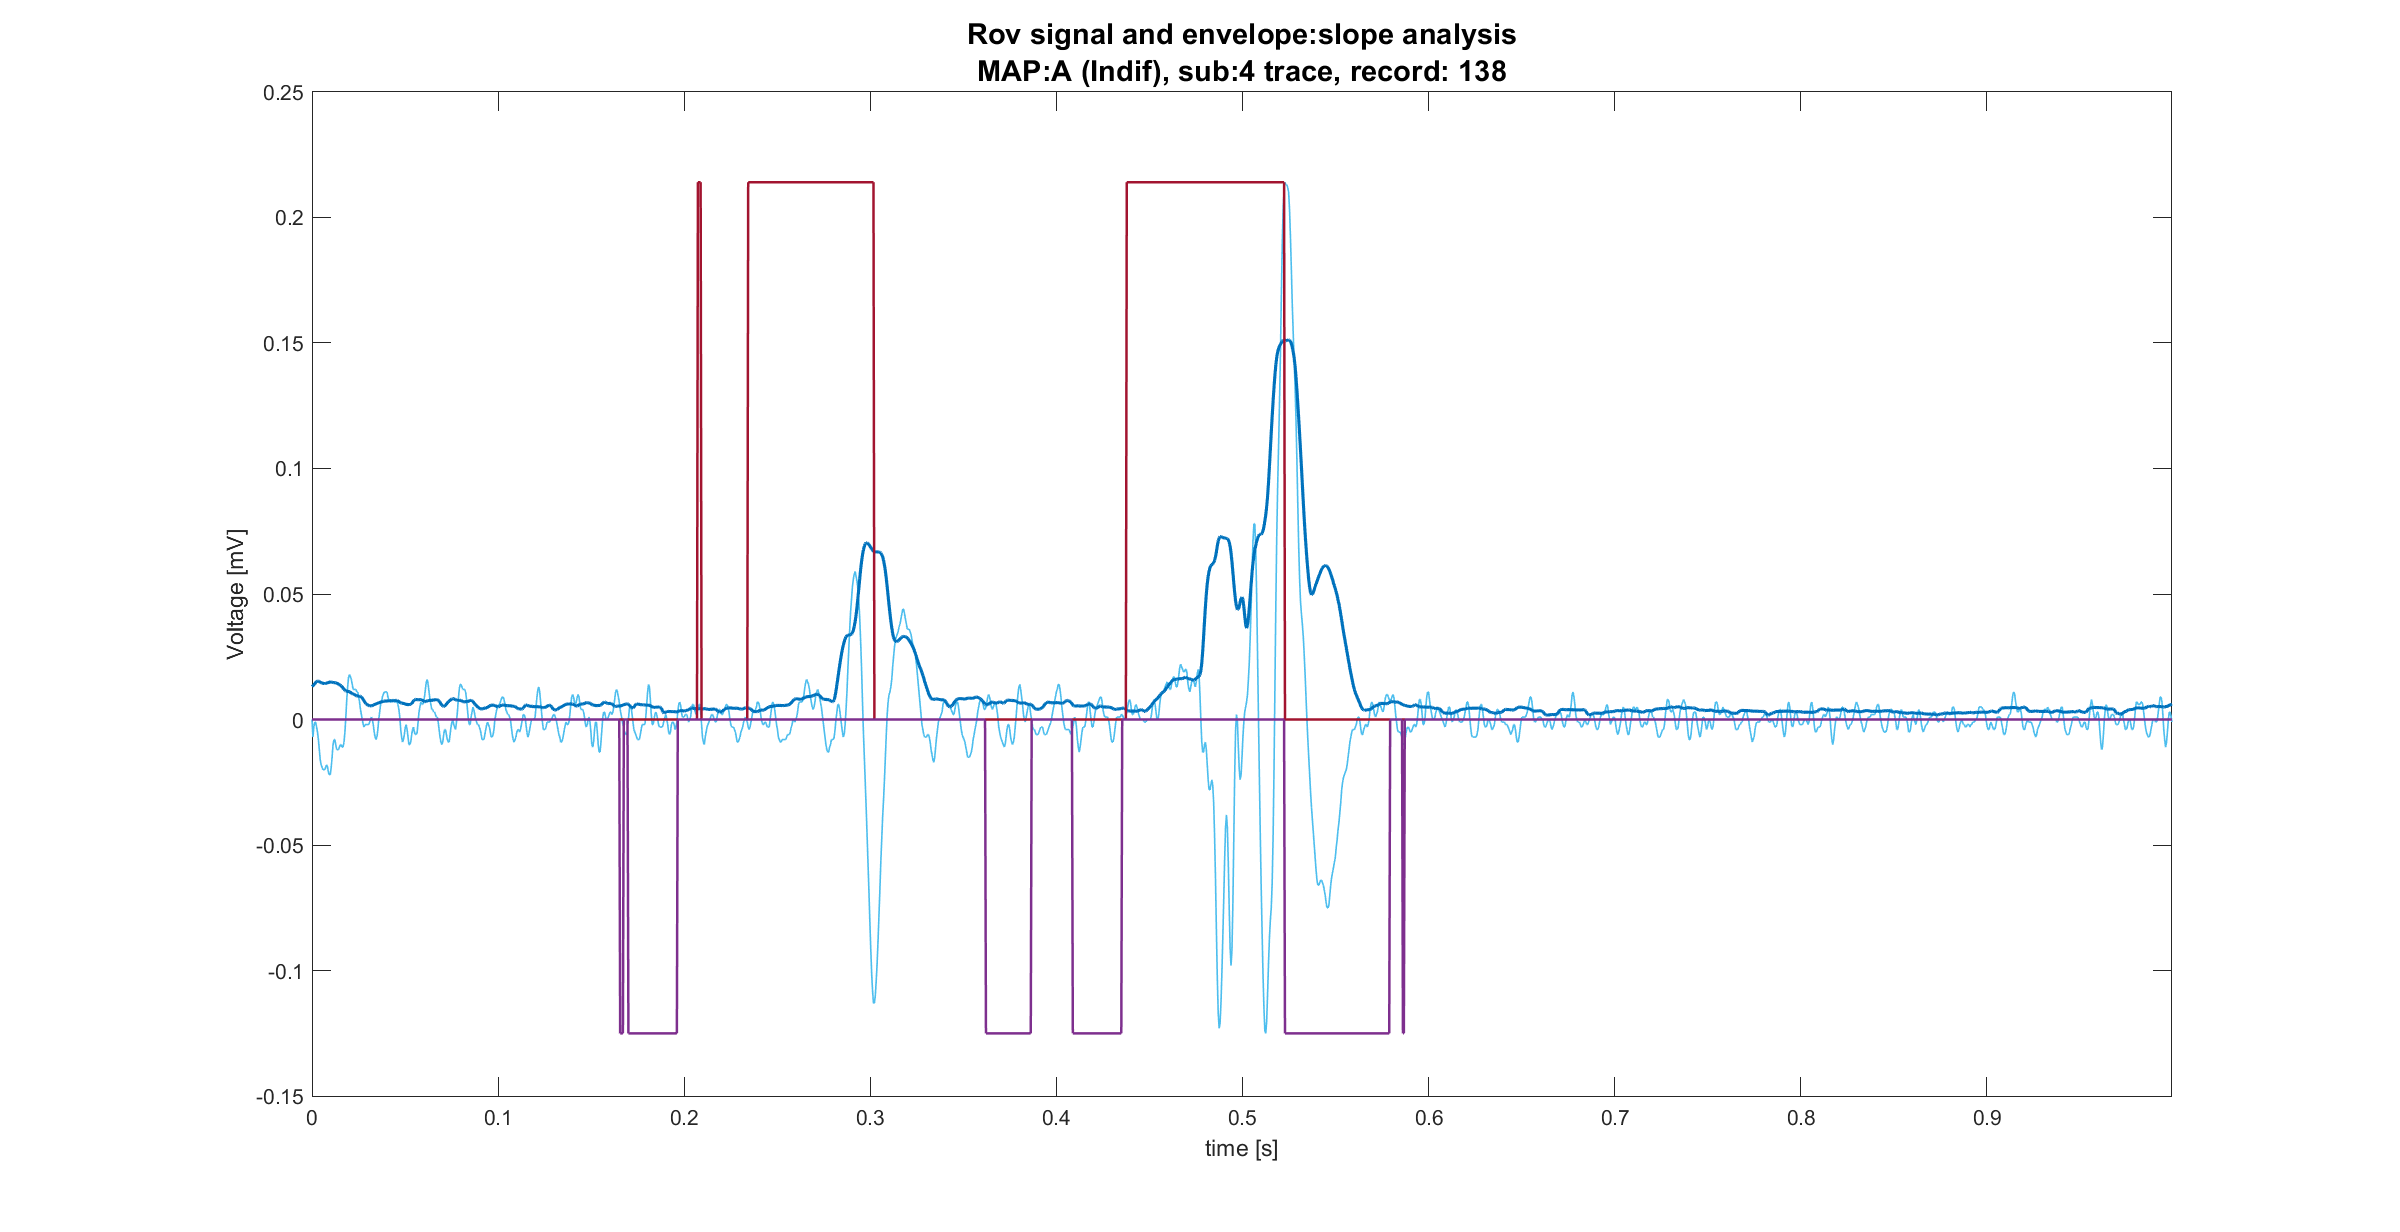 Rov signal and envelope:slope analysis
MAP:A (Indif), sub:4 trace, record: 138
0.25
0.2
0.15
0.1
0.05
0
-0.05
-0.1
-0.15
Voltage [mV]
0 0.1 0.2 0.3 0.4 0.5 0.6 0.7 0.8 0.9
time [s]